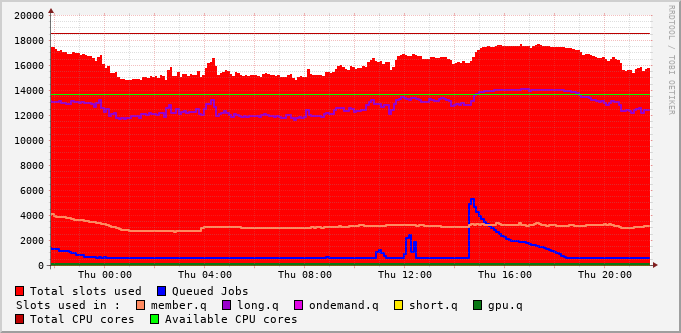 20000
18000
16000
14000
12000
10000
8000
6000
4000
2000
0
Thu 00:00 Thu 04:00 Thu 08:00 Thu 12:00 Thu 16:00 Thu 20:00
RRDTOOL / TOBI OETIKER
Total slots used Queued Jobs
Slots used in : member.q long.q ondemand.q short.q gpu.q
Total CPU cores Available CPU cores